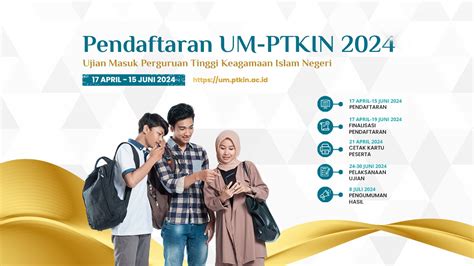 Pendaftaran UM-PTKIN 2024
Ujian Masuk Perguruan Tinggi Keagamaan Islam Negeri
17 APRIL - 15 JUNI 2024
https://um.ptkin.ac.id
17 APRIL-15 JUNI 2024
PENDAFTARAN
17 APRIL-19 JUNI 2024
FINALISASI
PENDAFTARAN
21 APRIL 2024
CETAK KARTU
PESERTA
24-30 JUNI 2024
PELAKSANAAN
UJIAN
8 JULI 2024
PENGUMUMAN
HASIL